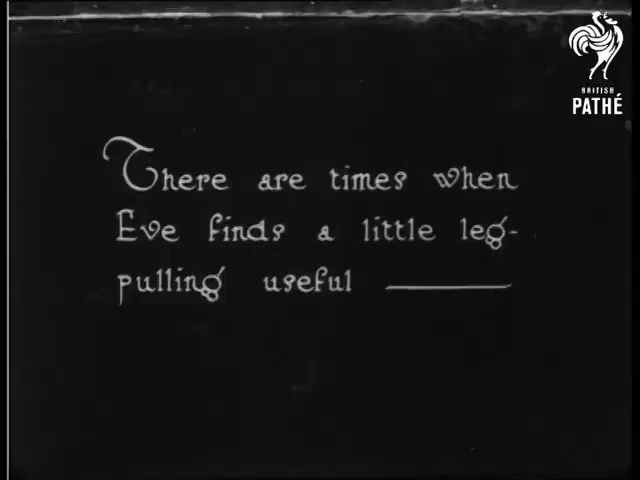 BRITISH
PATHÉ
There are times when
Eve finds a little leg-
pulling useful ———